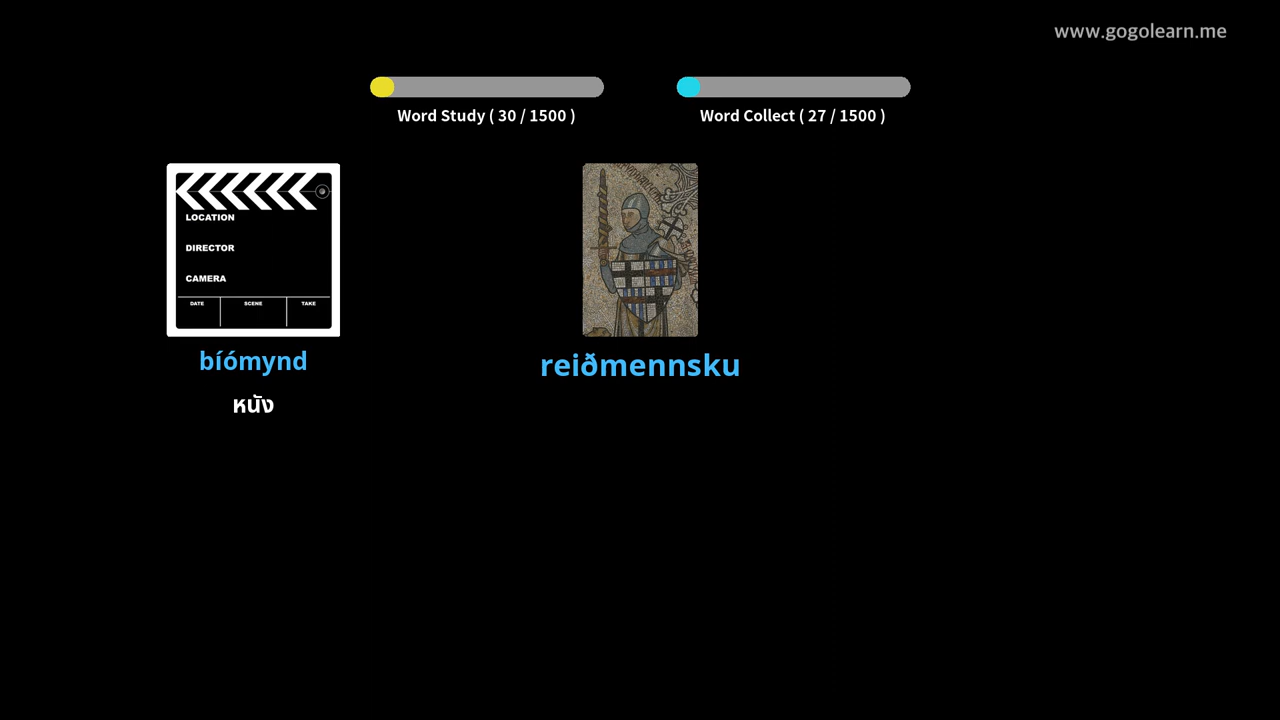 www.gogolearn.me
Word Study ( 30 / 1500 )
Word Collect ( 27 / 1500 )
LOCATION
DIRECTOR
CAMERA
DATE
SCENE
TAKE
bíómynd
หนัง
reiðmennsku